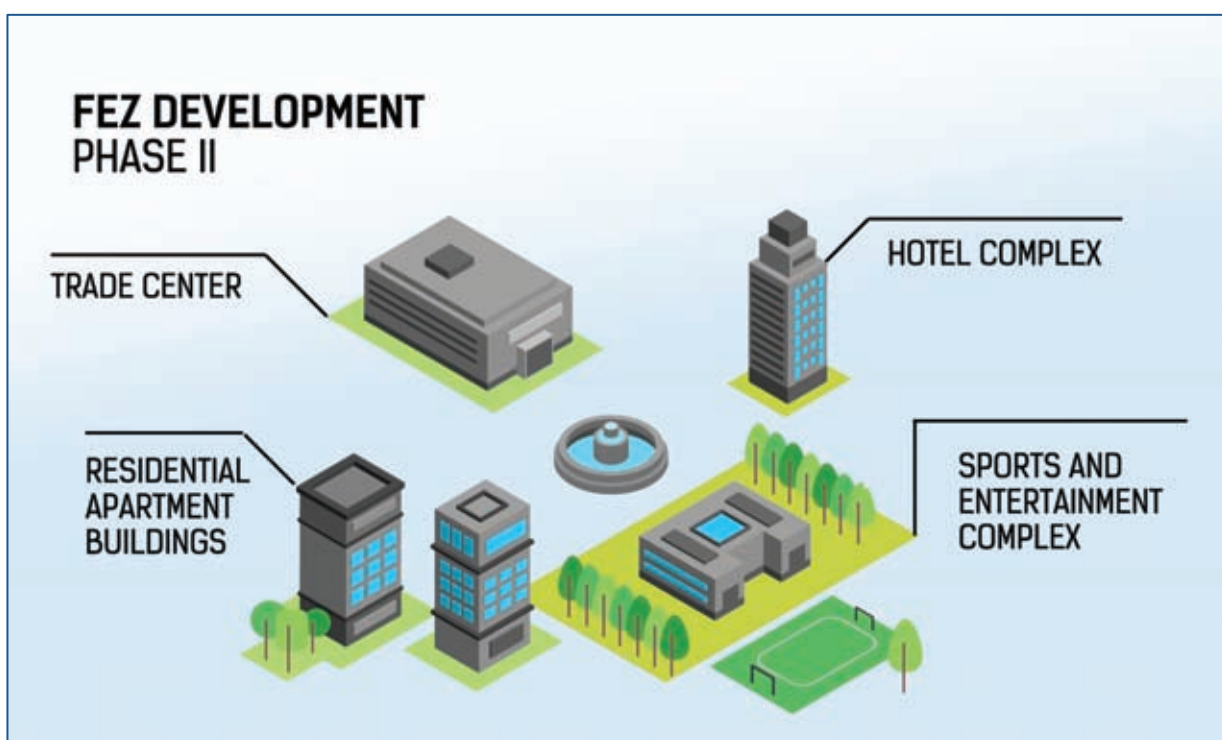 FEZ DEVELOPMENT
PHASE II
TRADE CENTER
HOTEL COMPLEX
RESIDENTIAL
APARTMENT
BUILDINGS
SPORTS AND
ENTERTAINMENT
COMPLEX